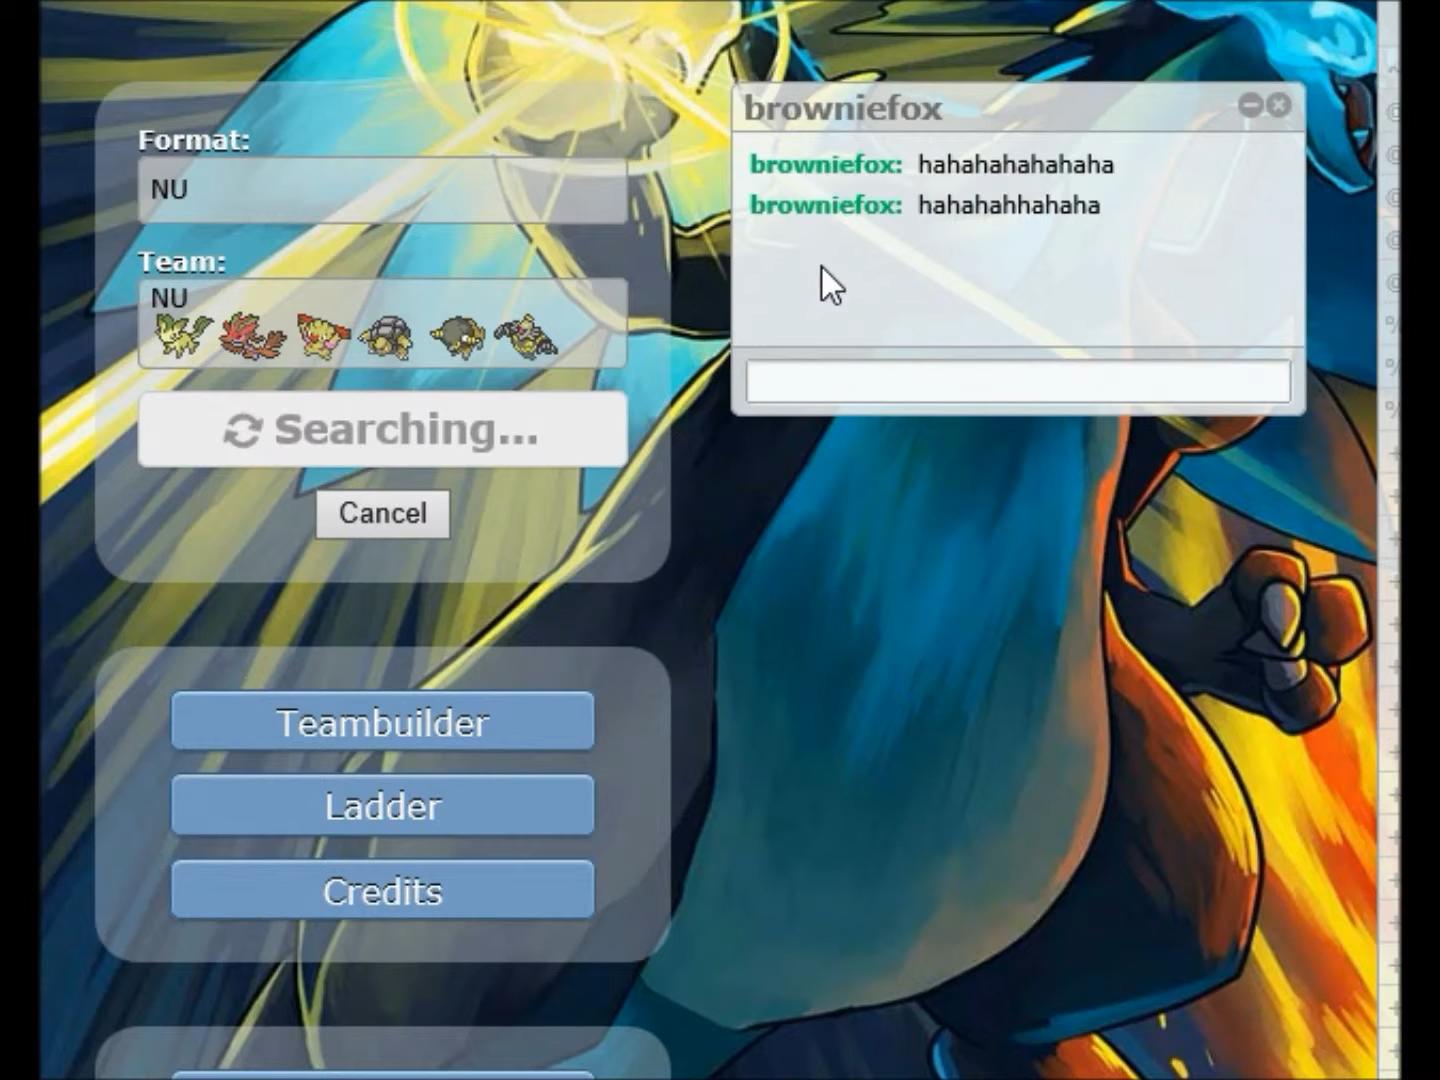 Format:
NU
Team:
NU
Searching...
Cancel
Teambuilder
Ladder
Credits
browniefox
browniefox: hahahahahahaha
browniefox: hahahahhahaha